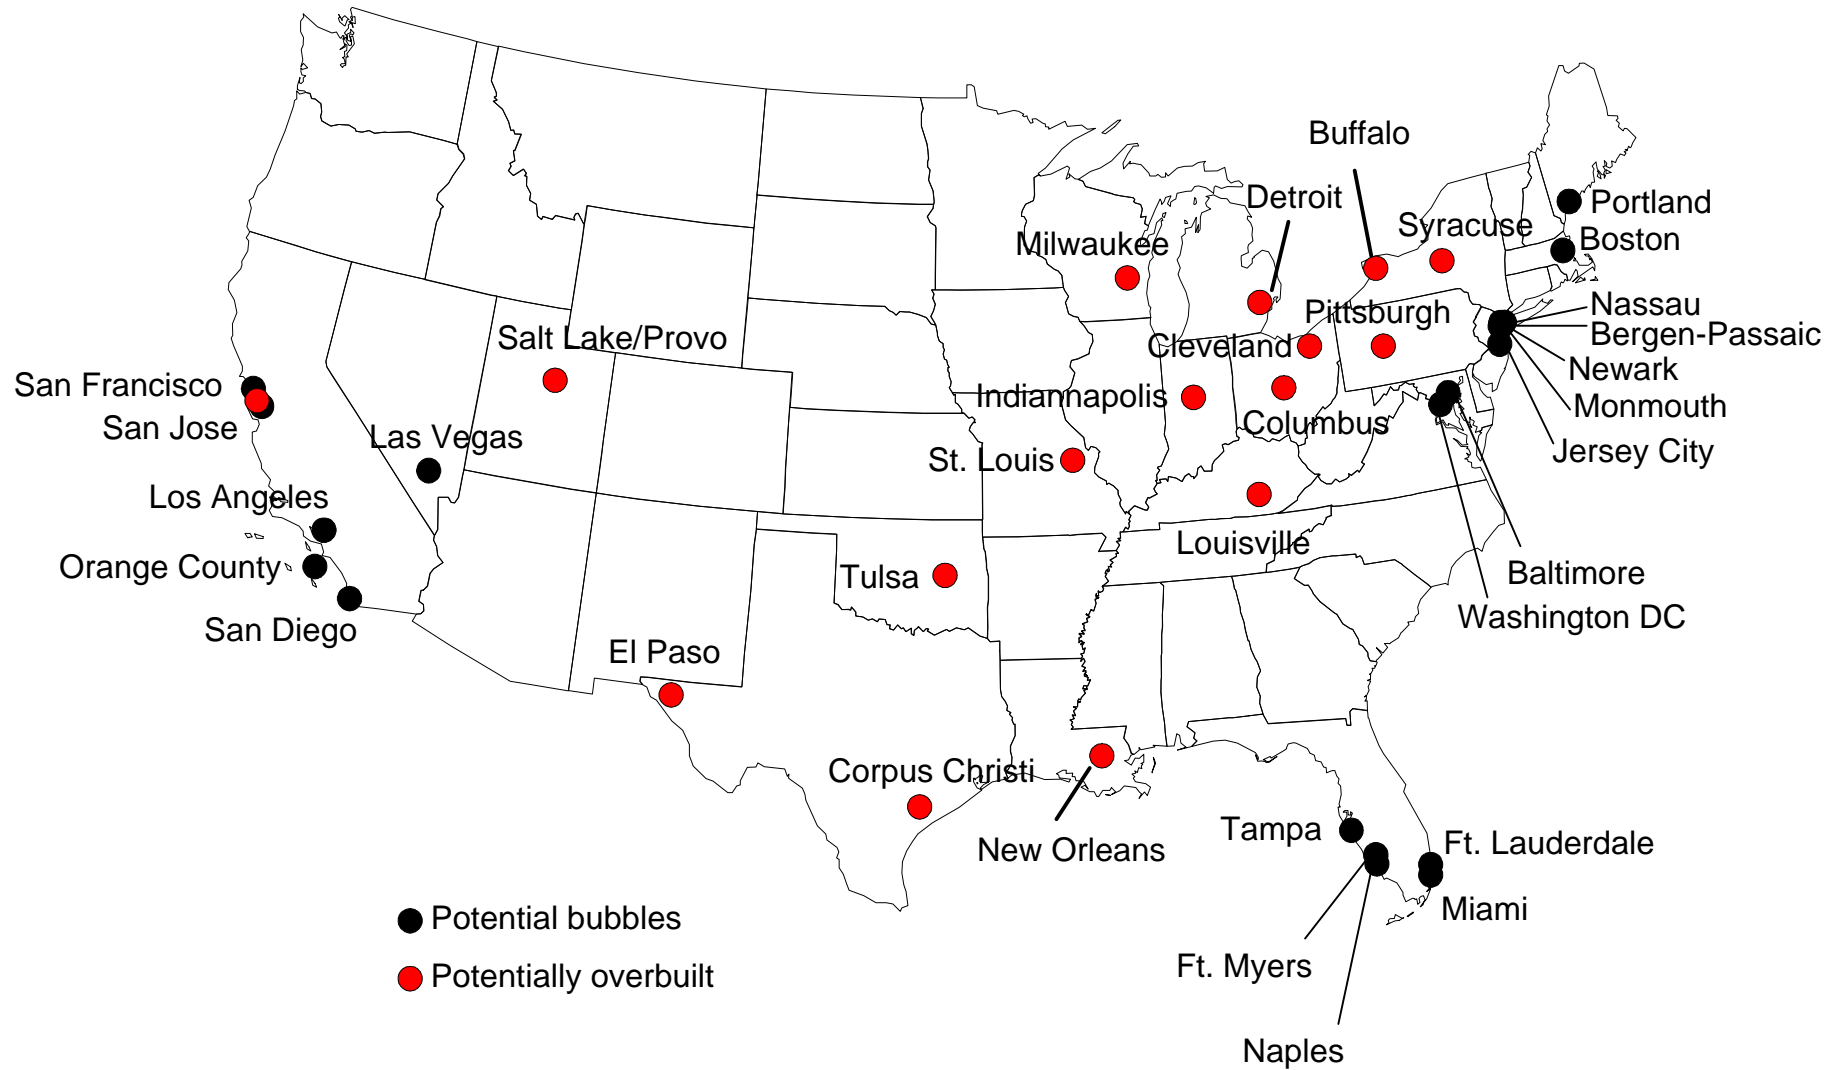 Buffalo
Detroit
Portland
Syracuse
Boston
Milwaukee
Nassau
Pittsburgh
Bergen-Passaic
Salt Lake/Provo
Cleveland
Newark
San Francisco
Indiannapolis
Monmouth
San Jose
Columbus
Las Vegas
Jersey City
St. Louis
Los Angeles
Louisville
Orange County
Tulsa
Baltimore
Washington DC
San Diego
El Paso
Corpus Christi
Tampa
Ft. Lauderdale
New Orleans
Miami
Potential bubbles
Ft. Myers
Potentially overbuilt
Naples